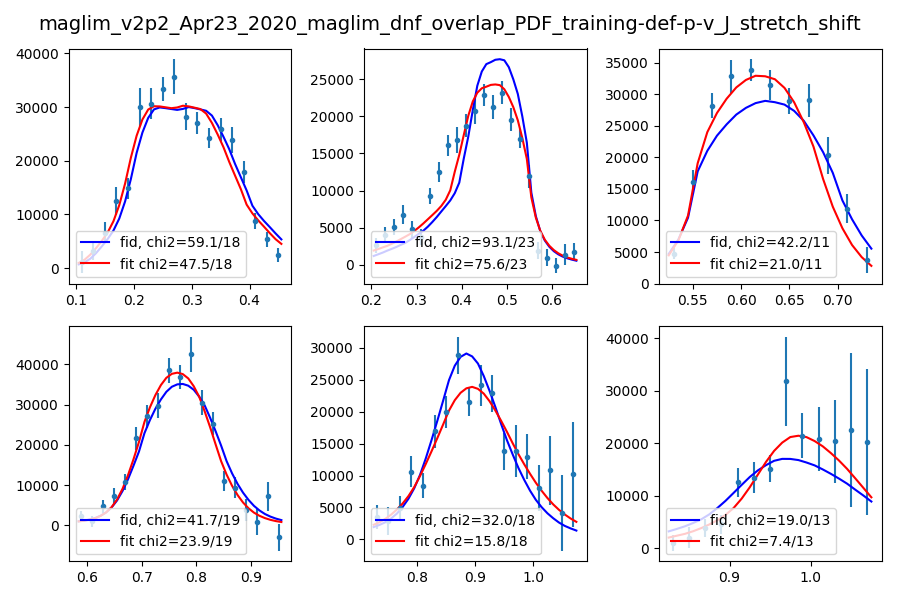 maglim_v2p2_Apr23_2020_maglim_dnf_overlap_PDF_training-def-p-v_J_stretch_shift
40000
30000
20000
10000
0
0.1 0.2 0.3 0.4
fid, chi2=59.1/18
fit chi2=47.5/18
25000
20000
15000
10000
5000
0
0.2 0.3 0.4 0.5 0.6
fid, chi2=93.1/23
fit chi2=75.6/23
35000
30000
25000
20000
15000
10000
5000
0
0.55 0.60 0.65 0.70
fid, chi2=42.2/11
fit chi2=21.0/11
40000
30000
20000
10000
0
0.6 0.7 0.8 0.9
fid, chi2=41.7/19
fit chi2=23.9/19
30000
25000
20000
15000
10000
5000
0
0.8 0.9 1.0
fid, chi2=32.0/18
fit chi2=15.8/18
40000
30000
20000
10000
0
0.9 1.0
fid, chi2=19.0/13
fit chi2=7.4/13